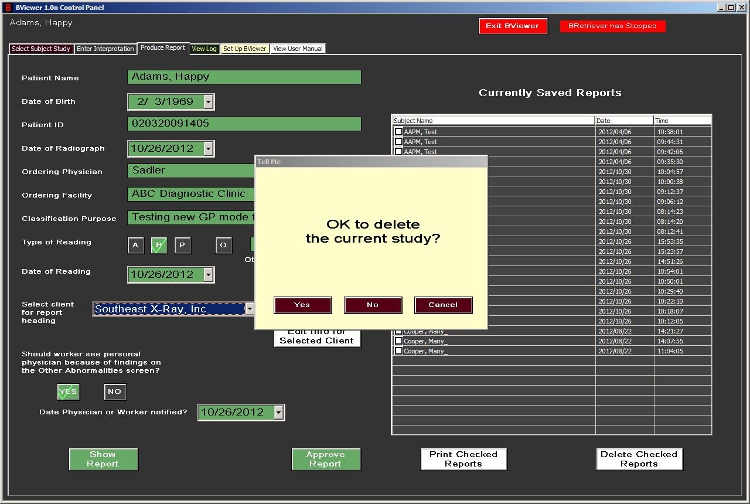 BViewer 1.0n Control Panel
Adams, Happy
Exit BViewer
BRetriever has Stopped
Select Subject Study
Enter Interpretation
Produce Report
View Log
Set Up BViewer
View User Manual
Patient Name
Adams, Happy
Date of Birth
2/ 3/1969
Patient ID
020320091405
Date of Radiograph
10/26/2012
Ordering Physician
Sadler
Ordering Facility
ABC Diagnostic Clinic
Classification Purpose
Testing new GP mode
Type of Reading
A
B
P
O
Date of Reading
10/26/2012
Select client
for report
heading
Southeast X-Ray, Inc
Edit Info for
Selected Client
Should worker see personal
physician because of findings on
the Other Abnormalities screen?
YES
NO
Date Physician or Worker notified?
10/26/2012
Show
Report
Approve
Report
Tell Me
OK to delete
the current study?
Yes
No
Cancel
Currently Saved Reports
Subject Name Date Time
AAPM, Test 2012/04/06 10:38:01
AAPM, Test 2012/04/06 09:44:31
AAPM, Test 2012/04/06 09:42:06
2012/04/06 09:35:30
2012/10/30 10:04:57
2012/10/30 10:00:38
2012/10/30 09:12:37
2012/10/30 09:06:12
2012/10/30 08:14:23
2012/10/30 08:14:20
2012/10/30 08:12:41
2012/10/26 15:53:35
2012/10/26 15:23:57
2012/10/26 14:51:26
2012/10/26 10:54:01
2012/10/26 10:50:01
2012/10/26 10:29:40
2012/10/26 10:22:10
2012/10/26 10:18:07
2012/10/26 10:12:05
Cooper, Many_ 2012/08/22 14:21:27
Cooper, Many_ 2012/08/22 14:07:55
Cooper, Many_ 2012/08/22 11:04:05
Print Checked
Reports
Delete Checked
Reports